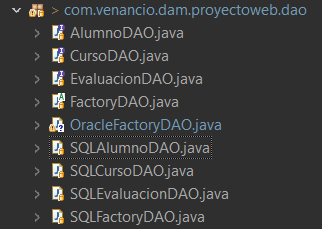 > com.venancio.dam.proyectoweb.dao
AlumnoDAO.java
CursoDAO.java
EvaluacionDAO.java
FactoryDAO.java
OracleFactoryDAO.java
SQLAlumnoDAO.java
SQLCursoDAO.java
SQLEvaluacionDAO.java
SQLFactoryDAO.java